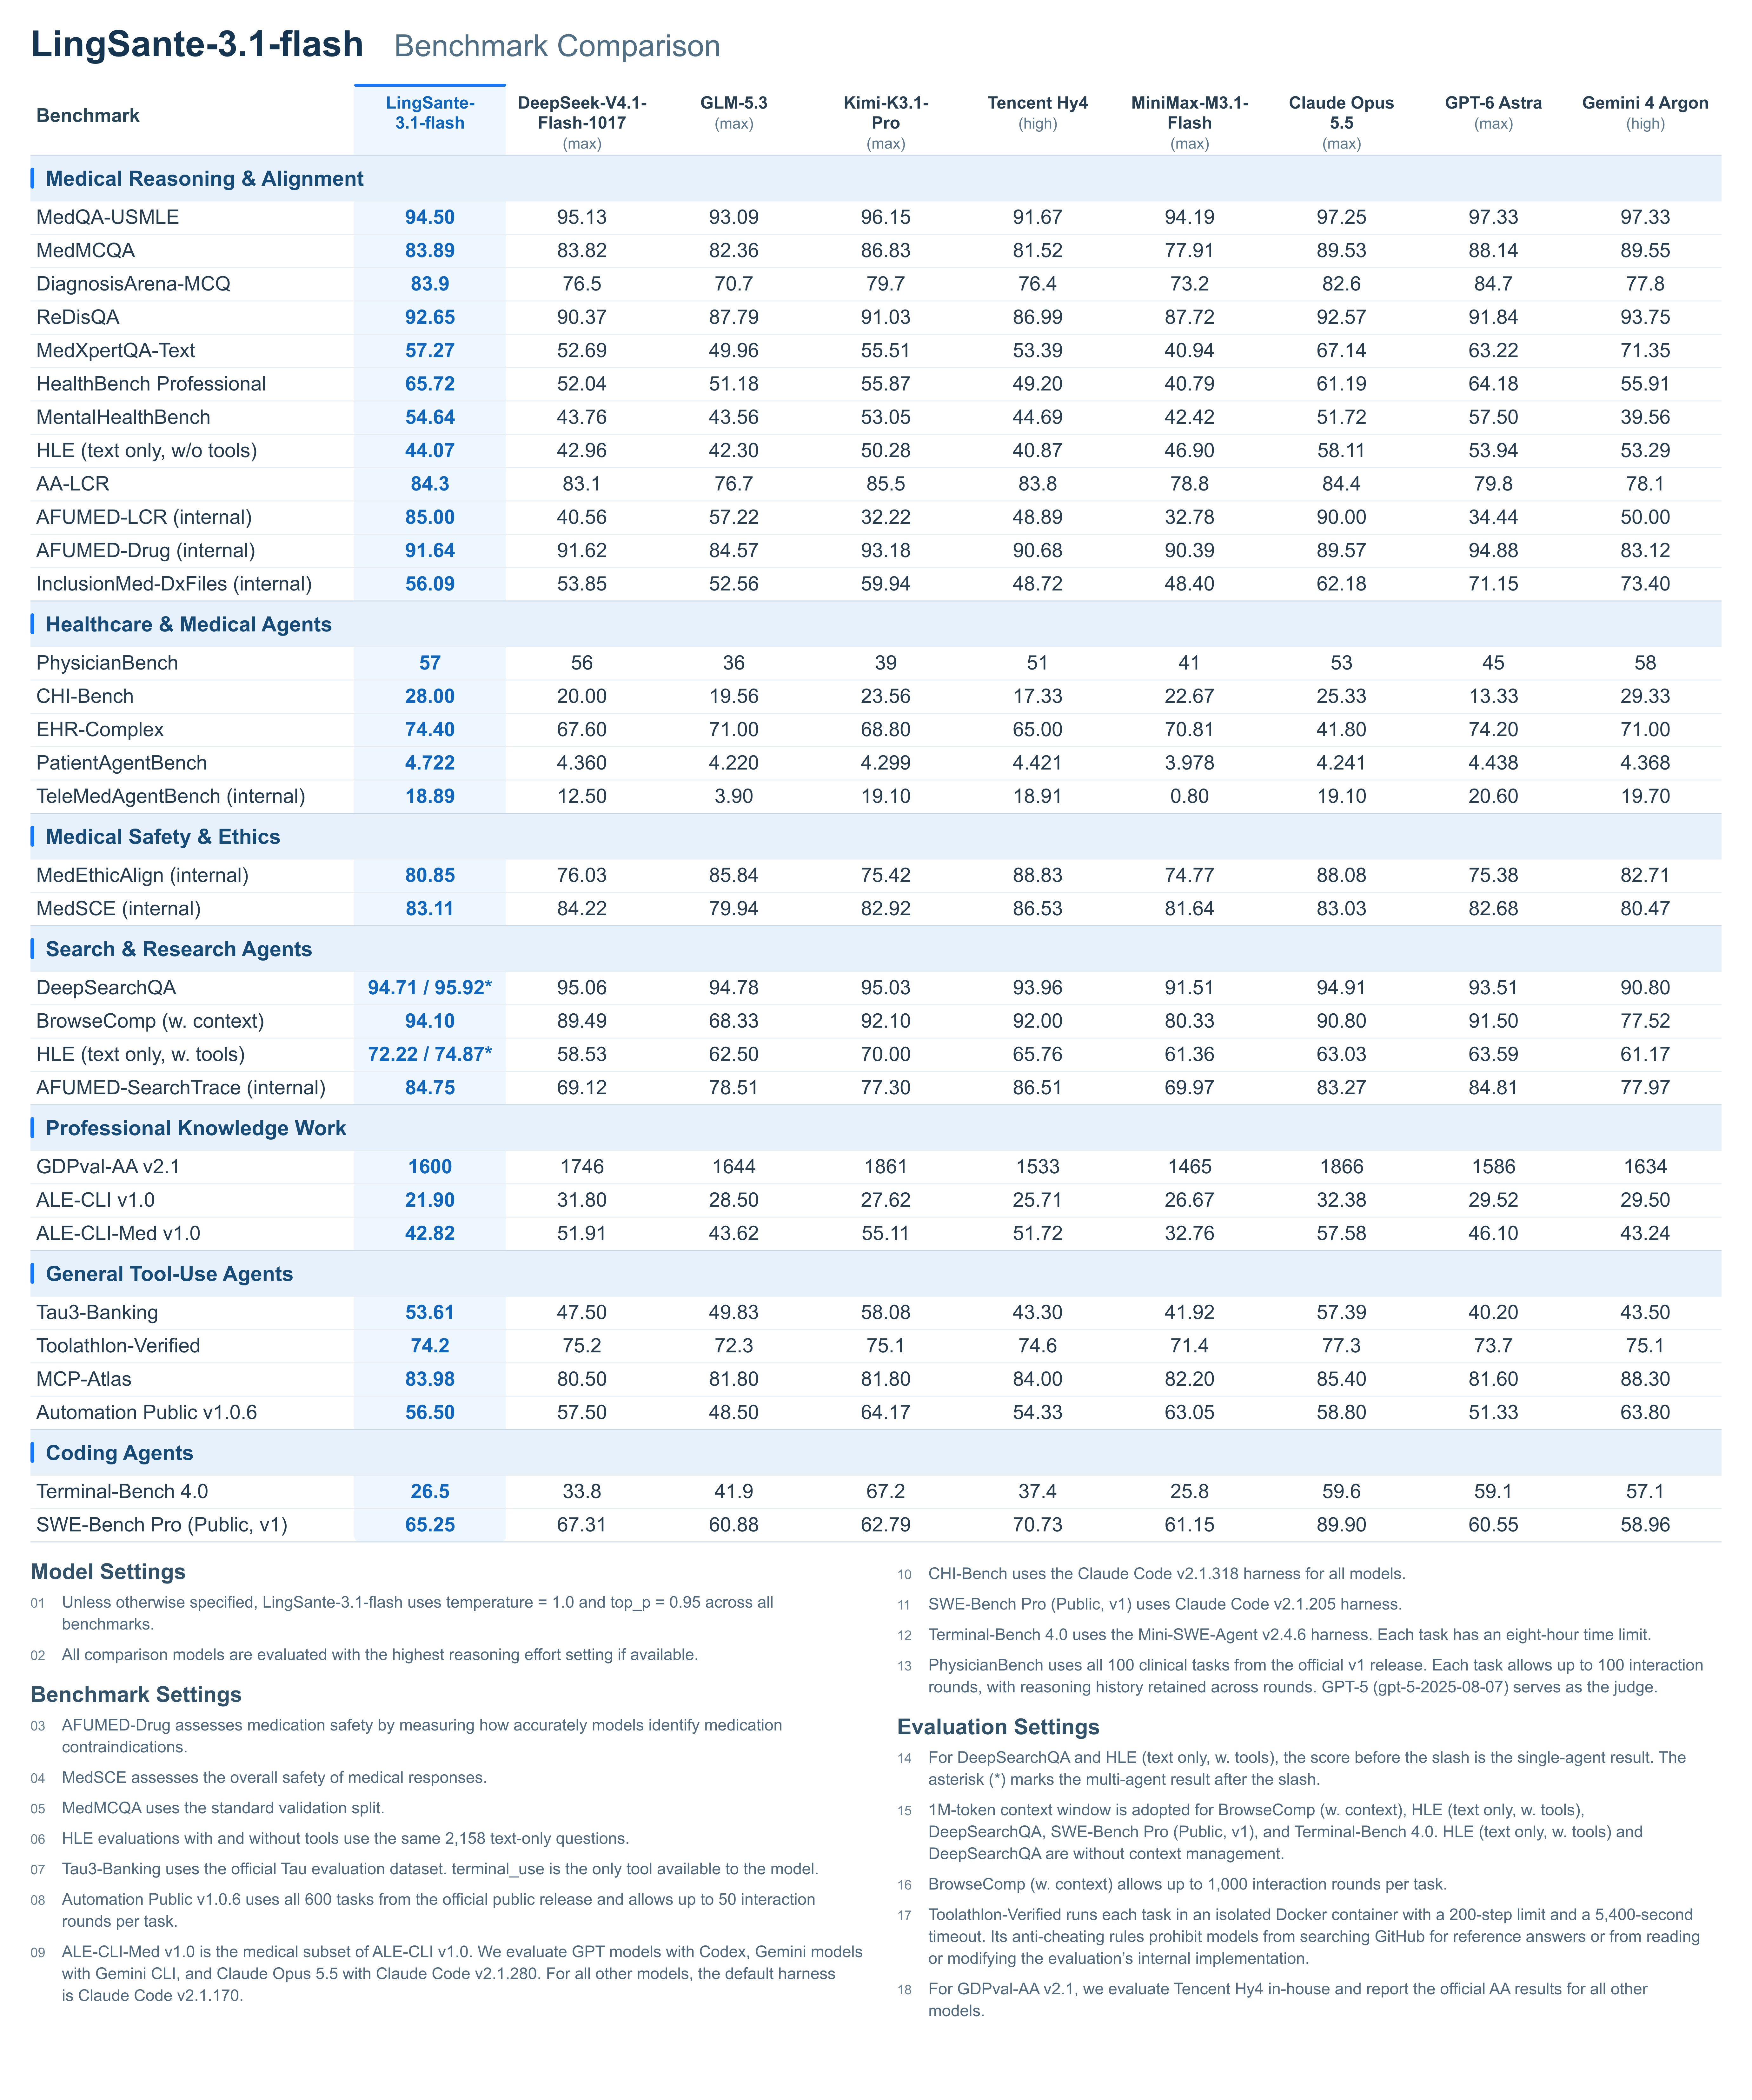 LingSante-3.1-flash Benchmark Comparison
Benchmark LingSante-3.1-flash DeepSeek-V4.1-Flash-1017 (max) GLM-5.3 (max) Kimi-K3.1-Pro (max) Tencent Hy4 (high) MiniMax-M3.1-Flash (max) Claude Opus 5.5 (max) GPT-6 Astra (max) Gemini 4 Argon (high)
Medical Reasoning & Alignment
MedQA-USMLE 94.50 95.13 93.09 96.15 91.67 94.19 97.25 97.33 97.33
MedMCQA 83.89 83.82 82.36 86.83 81.52 77.91 89.53 88.14 89.55
DiagnosisArena-MCQ 83.9 76.5 70.7 79.7 76.4 73.2 82.6 84.7 77.8
ReDisQA 92.65 90.37 87.79 91.03 86.99 87.72 92.57 91.84 93.75
MedXpertQA-Text 57.27 52.69 49.96 55.51 53.39 40.94 67.14 63.22 71.35
HealthBench Professional 65.72 52.04 51.18 55.87 49.20 40.79 61.19 64.18 55.91
MentalHealthBench 54.64 43.76 43.56 53.05 44.69 42.42 51.72 57.50 39.56
HLE (text only, w/o tools) 44.07 42.96 42.30 50.28 40.87 46.90 58.11 53.94 53.29
AA-LCR 84.3 83.1 76.7 85.5 83.8 78.8 84.4 79.8 78.1
AFUMED-LCR (internal) 85.00 40.56 57.22 32.22 48.89 32.78 90.00 34.44 50.00
AFUMED-Drug (internal) 91.64 91.62 84.57 93.18 90.68 90.39 89.57 94.88 83.12
InclusionMed-DxFiles (internal) 56.09 53.85 52.56 59.94 48.72 48.40 62.18 71.15 73.40
Healthcare & Medical Agents
PhysicianBench 57 56 36 39 51 41 53 45 58
CHI-Bench 28.00 20.00 19.56 23.56 17.33 22.67 25.33 13.33 29.33
EHR-Complex 74.40 67.60 71.00 68.80 65.00 70.81 41.80 74.20 71.00
PatientAgentBench 4.722 4.360 4.220 4.299 4.421 3.978 4.241 4.438 4.368
TeleMedAgentBench (internal) 18.89 12.50 3.90 19.10 18.91 0.80 19.10 20.60 19.70
Medical Safety & Ethics
MedEthicAlign (internal) 80.85 76.03 85.84 75.42 88.83 74.77 88.08 75.38 82.71
MedSCE (internal) 83.11 84.22 79.94 82.92 86.53 81.64 83.03 82.68 80.47
Search & Research Agents
DeepSearchQA 94.71 / 95.92* 95.06 94.78 95.03 93.96 91.51 94.91 93.51 90.80
BrowseComp (w. context) 94.10 89.49 68.33 92.10 92.00 80.33 90.80 91.50 77.52
HLE (text only, w. tools) 72.22 / 74.87* 58.53 62.50 70.00 65.76 61.36 63.03 63.59 61.17
AFUMED-SearchTrace (internal) 84.75 69.12 78.51 77.30 86.51 69.97 83.27 84.81 77.97
Professional Knowledge Work
GDPval-AA v2.1 1600 1746 1644 1861 1533 1465 1866 1586 1634
ALE-CLI v1.0 21.90 31.80 28.50 27.62 25.71 26.67 32.38 29.52 29.50
ALE-CLI-Med v1.0 42.82 51.91 43.62 55.11 51.72 32.76 57.58 46.10 43.24
General Tool-Use Agents
Tau3-Banking 53.61 47.50 49.83 58.08 43.30 41.92 57.39 40.20 43.50
Toolathlon-Verified 74.2 75.2 72.3 75.1 74.6 71.4 77.3 73.7 75.1
MCP-Atlas 83.98 80.50 81.80 81.80 84.00 82.20 85.40 81.60 88.30
Automation Public v1.0.6 56.50 57.50 48.50 64.17 54.33 63.05 58.80 51.33 63.80
Coding Agents
Terminal-Bench 4.0 26.5 33.8 41.9 67.2 37.4 25.8 59.6 59.1 57.1
SWE-Bench Pro (Public, v1) 65.25 67.31 60.88 62.79 70.73 61.15 89.90 60.55 58.96
Model Settings
01 Unless otherwise specified, LingSante-3.1-flash uses temperature = 1.0 and top_p = 0.95 across all
benchmarks.
02 All comparison models are evaluated with the highest reasoning effort setting if available.
Benchmark Settings
03 AFUMED-Drug assesses medication safety by measuring how accurately models identify medication
contraindications.
04 MedSCE assesses the overall safety of medical responses.
05 MedMCQA uses the standard validation split.
06 HLE evaluations with and without tools use the same 2,158 text-only questions.
07 Tau3-Banking uses the official Tau evaluation dataset. terminal_use is the only tool available to the model.
08 Automation Public v1.0.6 uses all 600 tasks from the official public release and allows up to 50 interaction
rounds per task.
09 ALE-CLI-Med v1.0 is the medical subset of ALE-CLI v1.0. We evaluate GPT models with Codex, Gemini models
with Gemini CLI, and Claude Opus 5.5 with Claude Code v2.1.280. For all other models, the default harness
is Claude Code v2.1.170.
10 CHI-Bench uses the Claude Code v2.1.318 harness for all models.
11 SWE-Bench Pro (Public, v1) uses Claude Code v2.1.205 harness.
12 Terminal-Bench 4.0 uses the Mini-SWE-Agent v2.4.6 harness. Each task has an eight-hour time limit.
13 PhysicianBench uses all 100 clinical tasks from the official v1 release. Each task allows up to 100 interaction
rounds, with reasoning history retained across rounds. GPT-5 (gpt-5-2025-08-07) serves as the judge.
Evaluation Settings
14 For DeepSearchQA and HLE (text only, w. tools), the score before the slash is the single-agent result. The
asterisk (*) marks the multi-agent result after the slash.
15 1M-token context window is adopted for BrowseComp (w. context), HLE (text only, w. tools),
DeepSearchQA, SWE-Bench Pro (Public, v1), and Terminal-Bench 4.0. HLE (text only, w. tools) and
DeepSearchQA are without context management.
16 BrowseComp (w. context) allows up to 1,000 interaction rounds per task.
17 Toolathlon-Verified runs each task in an isolated Docker container with a 200-step limit and a 5,400-second
timeout. Its anti-cheating rules prohibit models from searching GitHub for reference answers or from reading
or modifying the evaluation’s internal implementation.
18 For GDPval-AA v2.1, we evaluate Tencent Hy4 in-house and report the official AA results for all other
models.